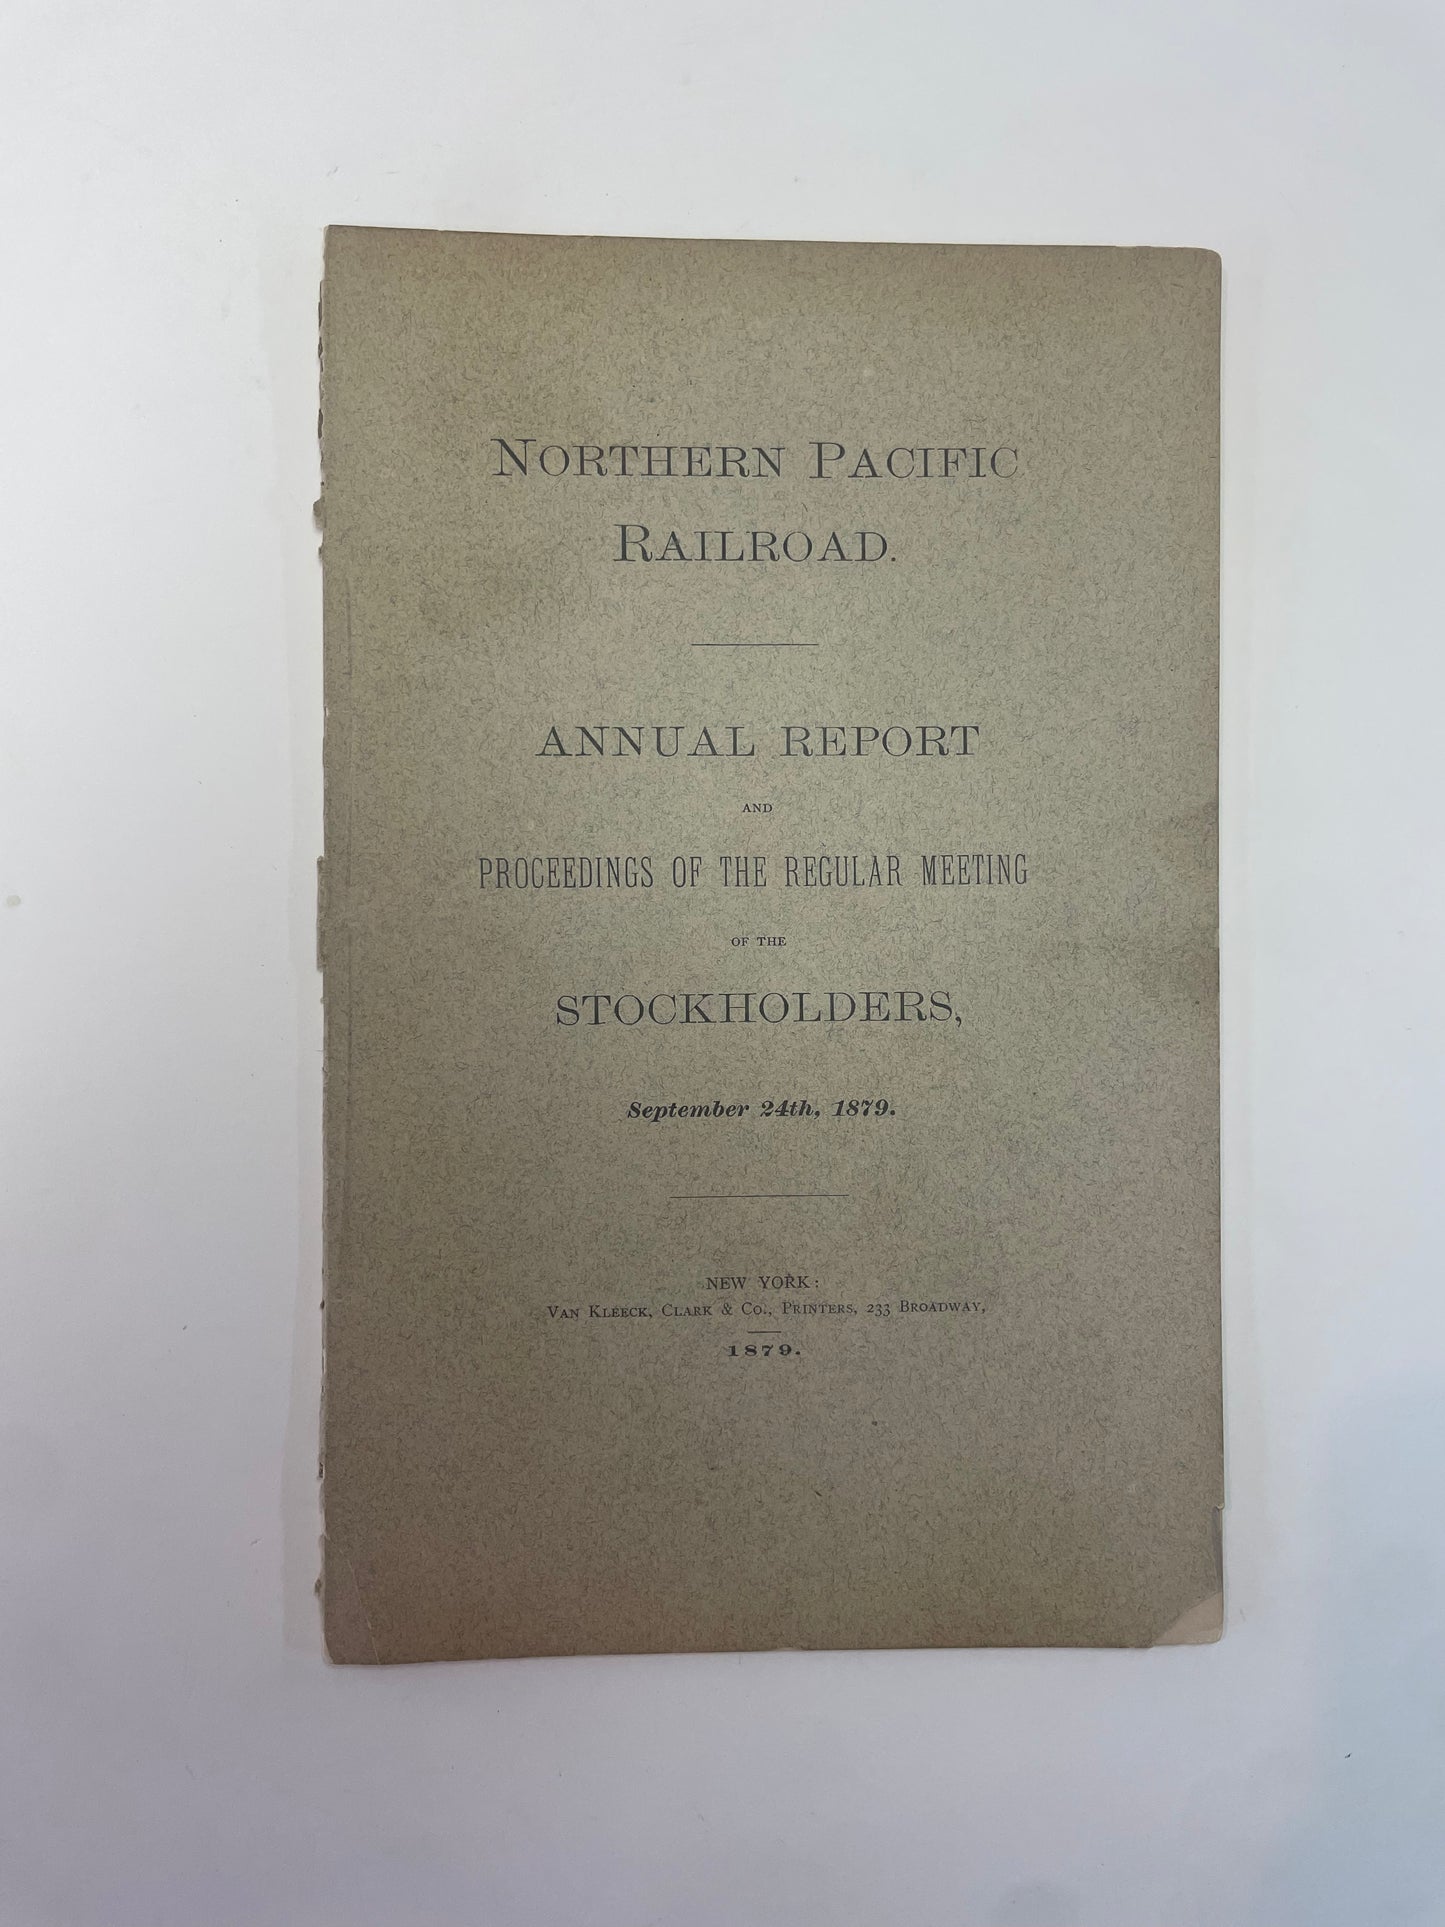 NORTHERN PACIFIC
RAILROAD.
ANNUAL REPORT
AND
PROCEEDINGS OF THE REGULAR MEETING
OF THE
STOCKHOLDERS,
September 24th, 1879.
NEW YORK:
VAN KLEECK, CLARK & CO., PRINTERS, 233 BROADWAY,
1879.